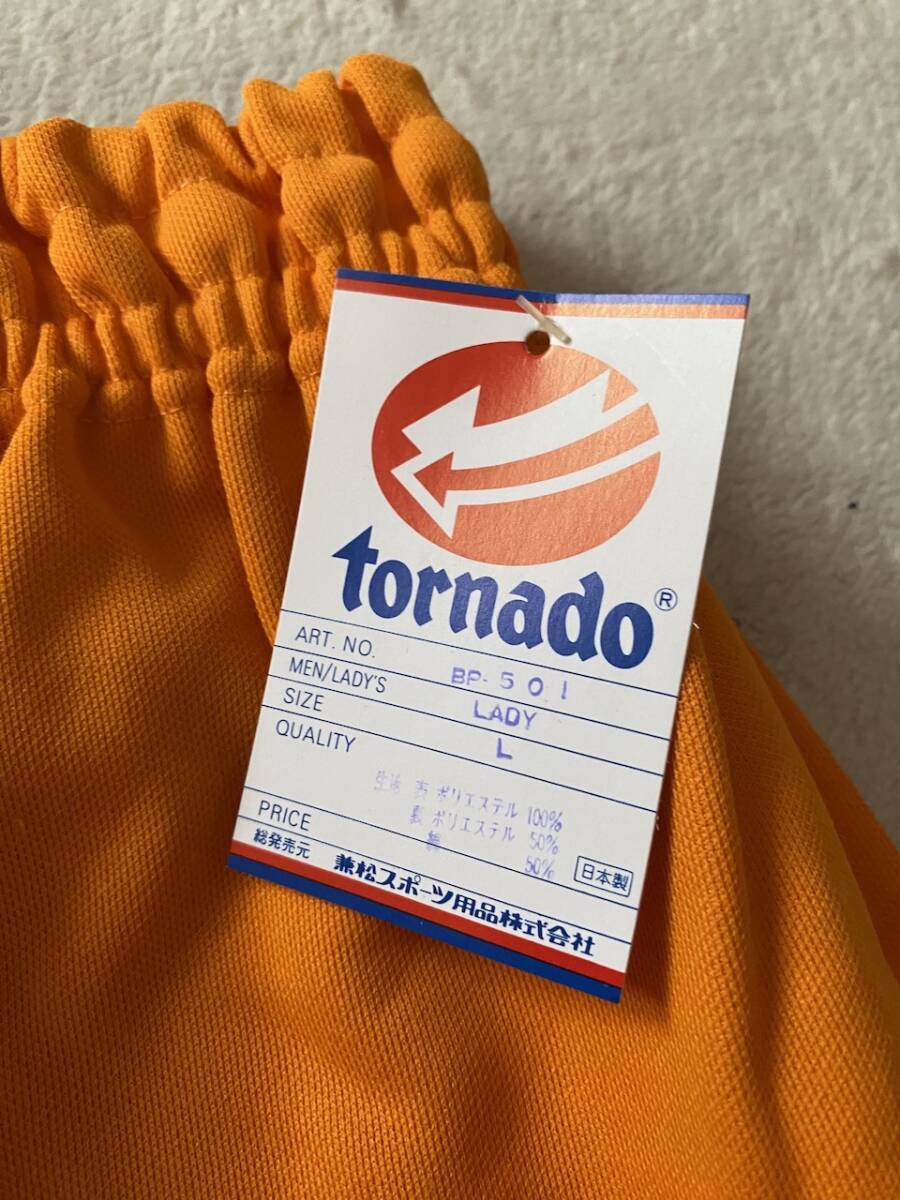 tornado®
ART. NO. BP-501
MEN/LADY'S LADY
SIZE L
QUALITY
生地 表 ポリエステル 100%
裏 ポリエステル 50%
綿 50%
PRICE
日本製
総発売元 兼松スポーツ用品株式会社